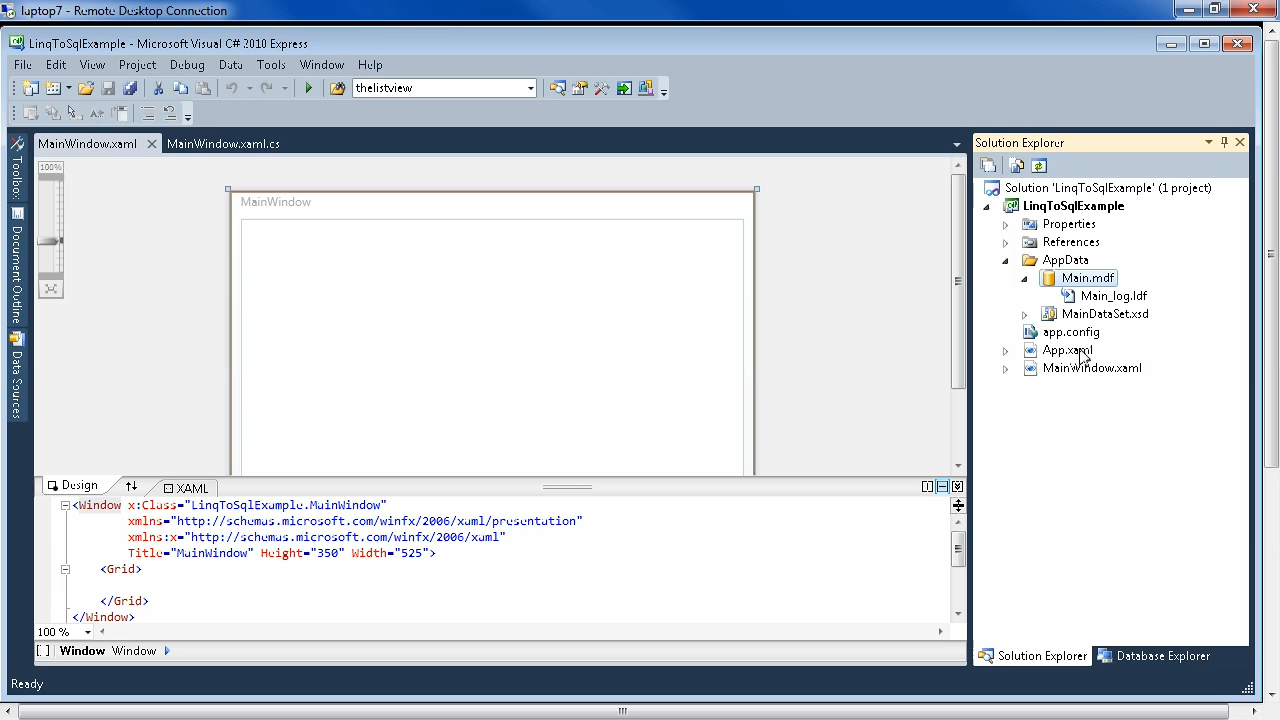 laptop7 - Remote Desktop Connection
LinqToSqlExample - Microsoft Visual C# 2010 Express
File Edit View Project Debug Data Tools Window Help
thelistview
MainWindow.xaml
MainWindow.xaml.cs
Toolbox
Document Outline
Data Sources
100%
MainWindow
Design
XAML
<Window x:Class="LinqToSqlExample.MainWindow"
xmlns="http://schemas.microsoft.com/winfx/2006/xaml/presentation"
xmlns:x="http://schemas.microsoft.com/winfx/2006/xaml"
Title="MainWindow" Height="350" Width="525">
<Grid>
</Grid>
</Window>
100 %
Window Window
Ready
Solution Explorer
Solution 'LinqToSqlExample' (1 project)
LinqToSqlExample
Properties
References
AppData
Main.mdf
Main_log.ldf
MainDataSet.xsd
app.config
App.xaml
MainWindow.xaml
Solution Explorer
Database Explorer